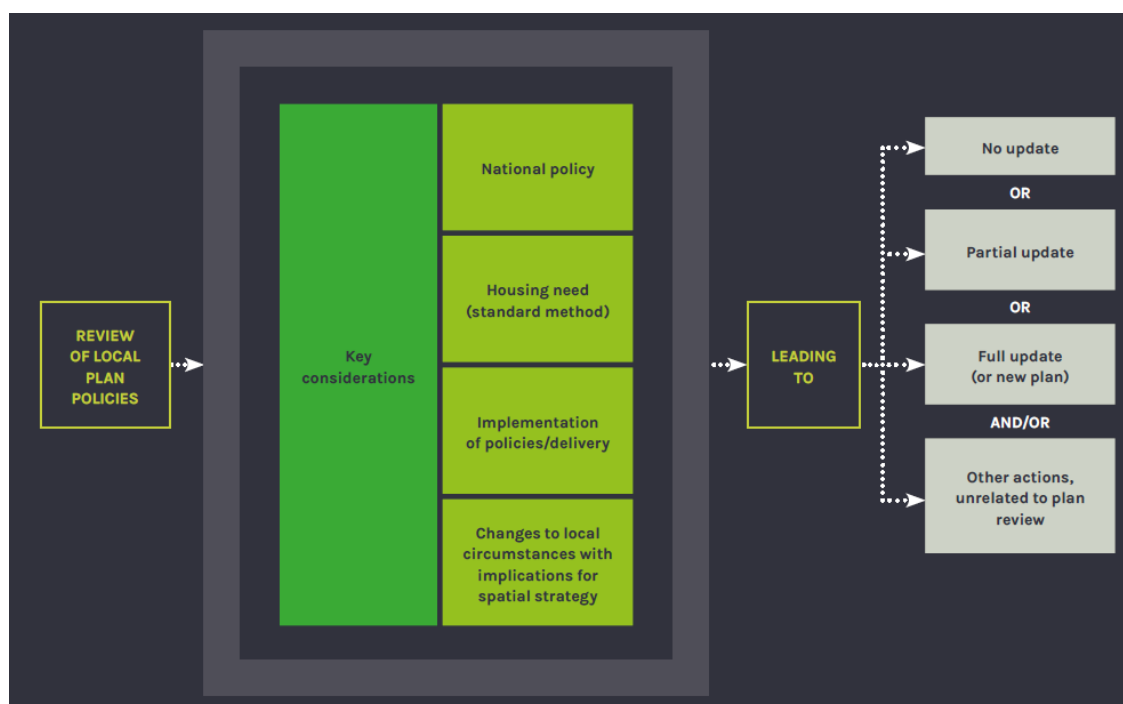 REVIEW
OF LOCAL
PLAN
POLICIES
Key
considerations
National policy
Housing need
(standard method)
Implementation
of policies/delivery
Changes to local
circumstances with
implications for
spatial strategy
LEADING
TO
No update
OR
Partial update
OR
Full update
(or new plan)
AND/OR
Other actions,
unrelated to plan
review